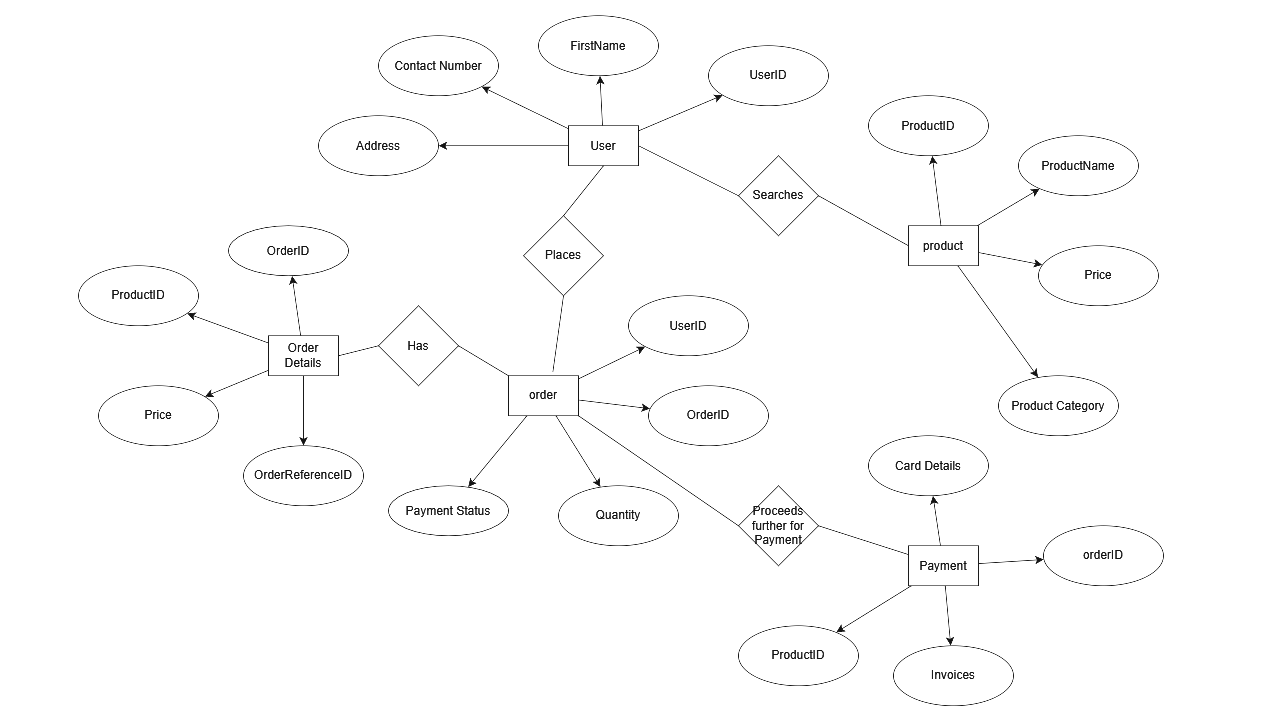 FirstName
Contact Number
UserID
ProductID
User
Address
ProductName
Searches
product
OrderID
Places
Price
ProductID
UserID
Has
Order
Details
order
Product Category
Price
OrderID
Card Details
OrderReferenceID
Payment Status
Quantity
Proceeds
further for
Payment
orderID
Payment
ProductID
Invoices